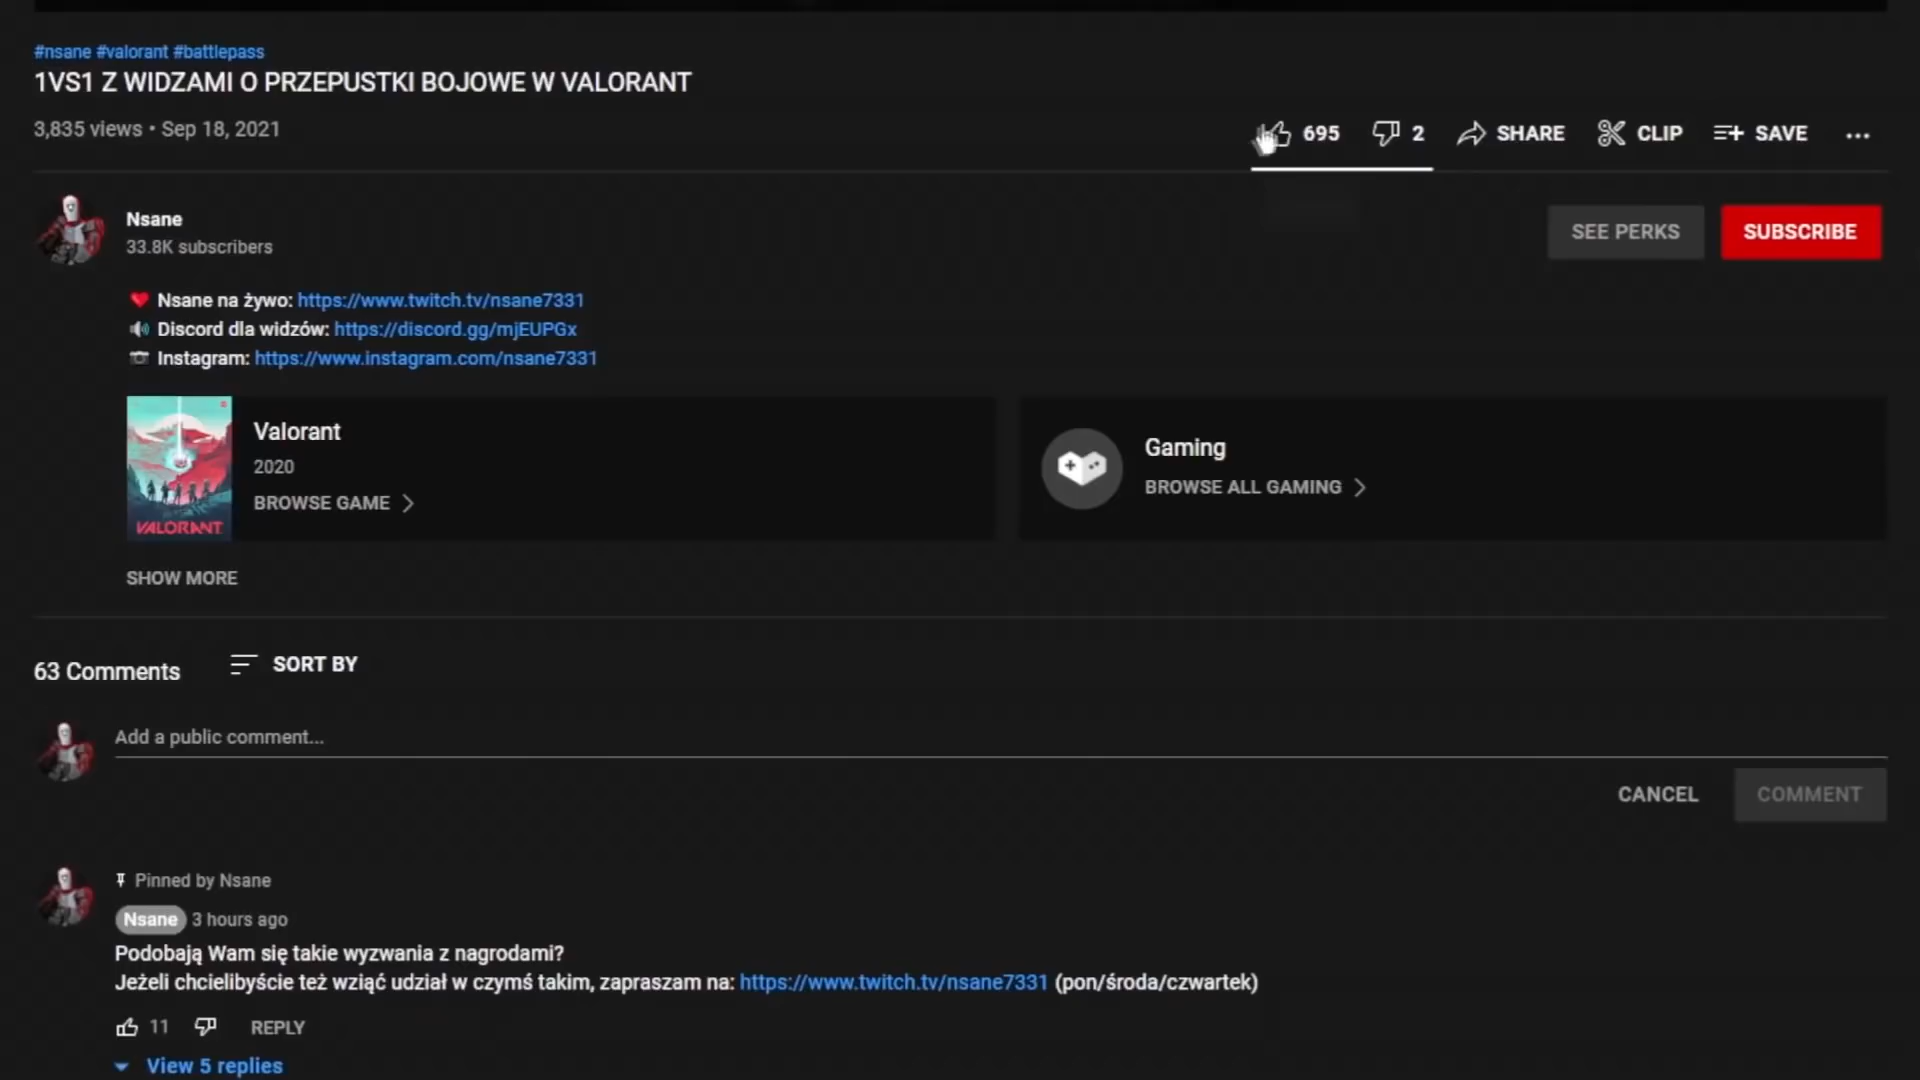 #nsane #valorant #battlepass
1VS1 Z WIDZAMI O PRZEPUSTKI BOJOWE W VALORANT
3,835 views • Sep 18, 2021
695
2
SHARE
CLIP
SAVE
Nsane
33.8K subscribers
SEE PERKS
SUBSCRIBE
Nsane na żywo: https://www.twitch.tv/nsane7331
Discord dla widzów: https://discord.gg/mjEUPGx
Instagram: https://www.instagram.com/nsane7331
VALORANT
Valorant
2020
BROWSE GAME
Gaming
BROWSE ALL GAMING
SHOW MORE
63 Comments
SORT BY
Add a public comment...
CANCEL
COMMENT
Pinned by Nsane
Nsane 3 hours ago
Podobają Wam się takie wyzwania z nagrodami?
Jeżeli chcielibyście też wziąć udział w czymś takim, zapraszam na: https://www.twitch.tv/nsane7331 (pon/środa/czwartek)
11
REPLY
View 5 replies